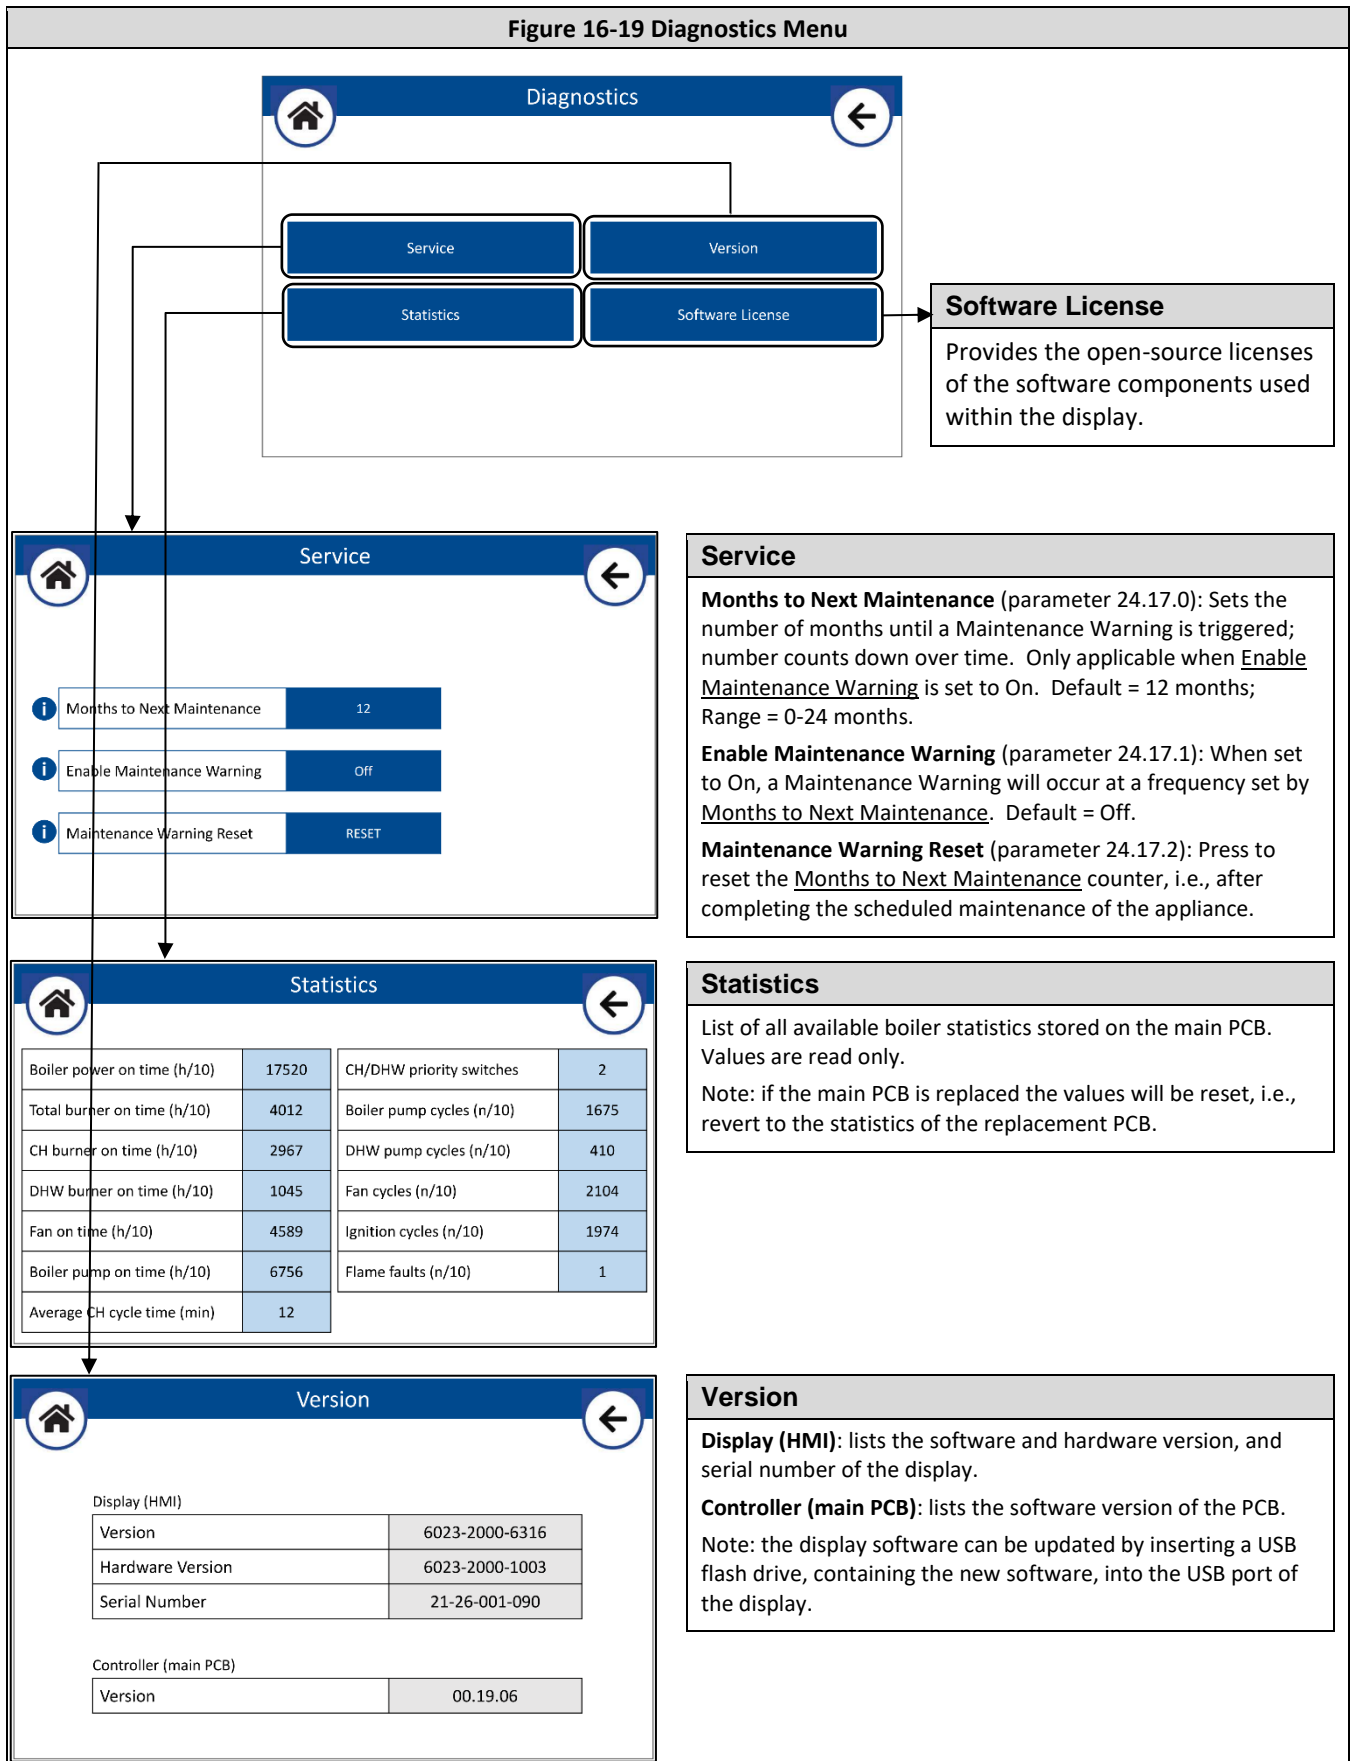 Figure 16-19 Diagnostics Menu
Diagnostics
Service
Version
Statistics
Software License
Software License
Provides the open-source licenses
of the software components used
within the display.
Service
Months to Next Maintenance 12
Enable Maintenance Warning Off
Maintenance Warning Reset RESET
Service
Months to Next Maintenance (parameter 24.17.0): Sets the
number of months until a Maintenance Warning is triggered;
number counts down over time. Only applicable when Enable
Maintenance Warning is set to On. Default = 12 months;
Range = 0-24 months.
Enable Maintenance Warning (parameter 24.17.1): When set
to On, a Maintenance Warning will occur at a frequency set by
Months to Next Maintenance. Default = Off.
Maintenance Warning Reset (parameter 24.17.2): Press to
reset the Months to Next Maintenance counter, i.e., after
completing the scheduled maintenance of the appliance.
Statistics
Boiler power on time (h/10) 17520 CH/DHW priority switches 2
Total burner on time (h/10) 4012 Boiler pump cycles (n/10) 1675
CH burner on time (h/10) 2967 DHW pump cycles (n/10) 410
DHW burner on time (h/10) 1045 Fan cycles (n/10) 2104
Fan on time (h/10) 4589 Ignition cycles (n/10) 1974
Boiler pump on time (h/10) 6756 Flame faults (n/10) 1
Average CH cycle time (min) 12
Statistics
List of all available boiler statistics stored on the main PCB.
Values are read only.
Note: if the main PCB is replaced the values will be reset, i.e.,
revert to the statistics of the replacement PCB.
Version
Display (HMI)
Version 6023-2000-6316
Hardware Version 6023-2000-1003
Serial Number 21-26-001-090
Controller (main PCB)
Version 00.19.06
Version
Display (HMI): lists the software and hardware version, and
serial number of the display.
Controller (main PCB): lists the software version of the PCB.
Note: the display software can be updated by inserting a USB
flash drive, containing the new software, into the USB port of
the display.